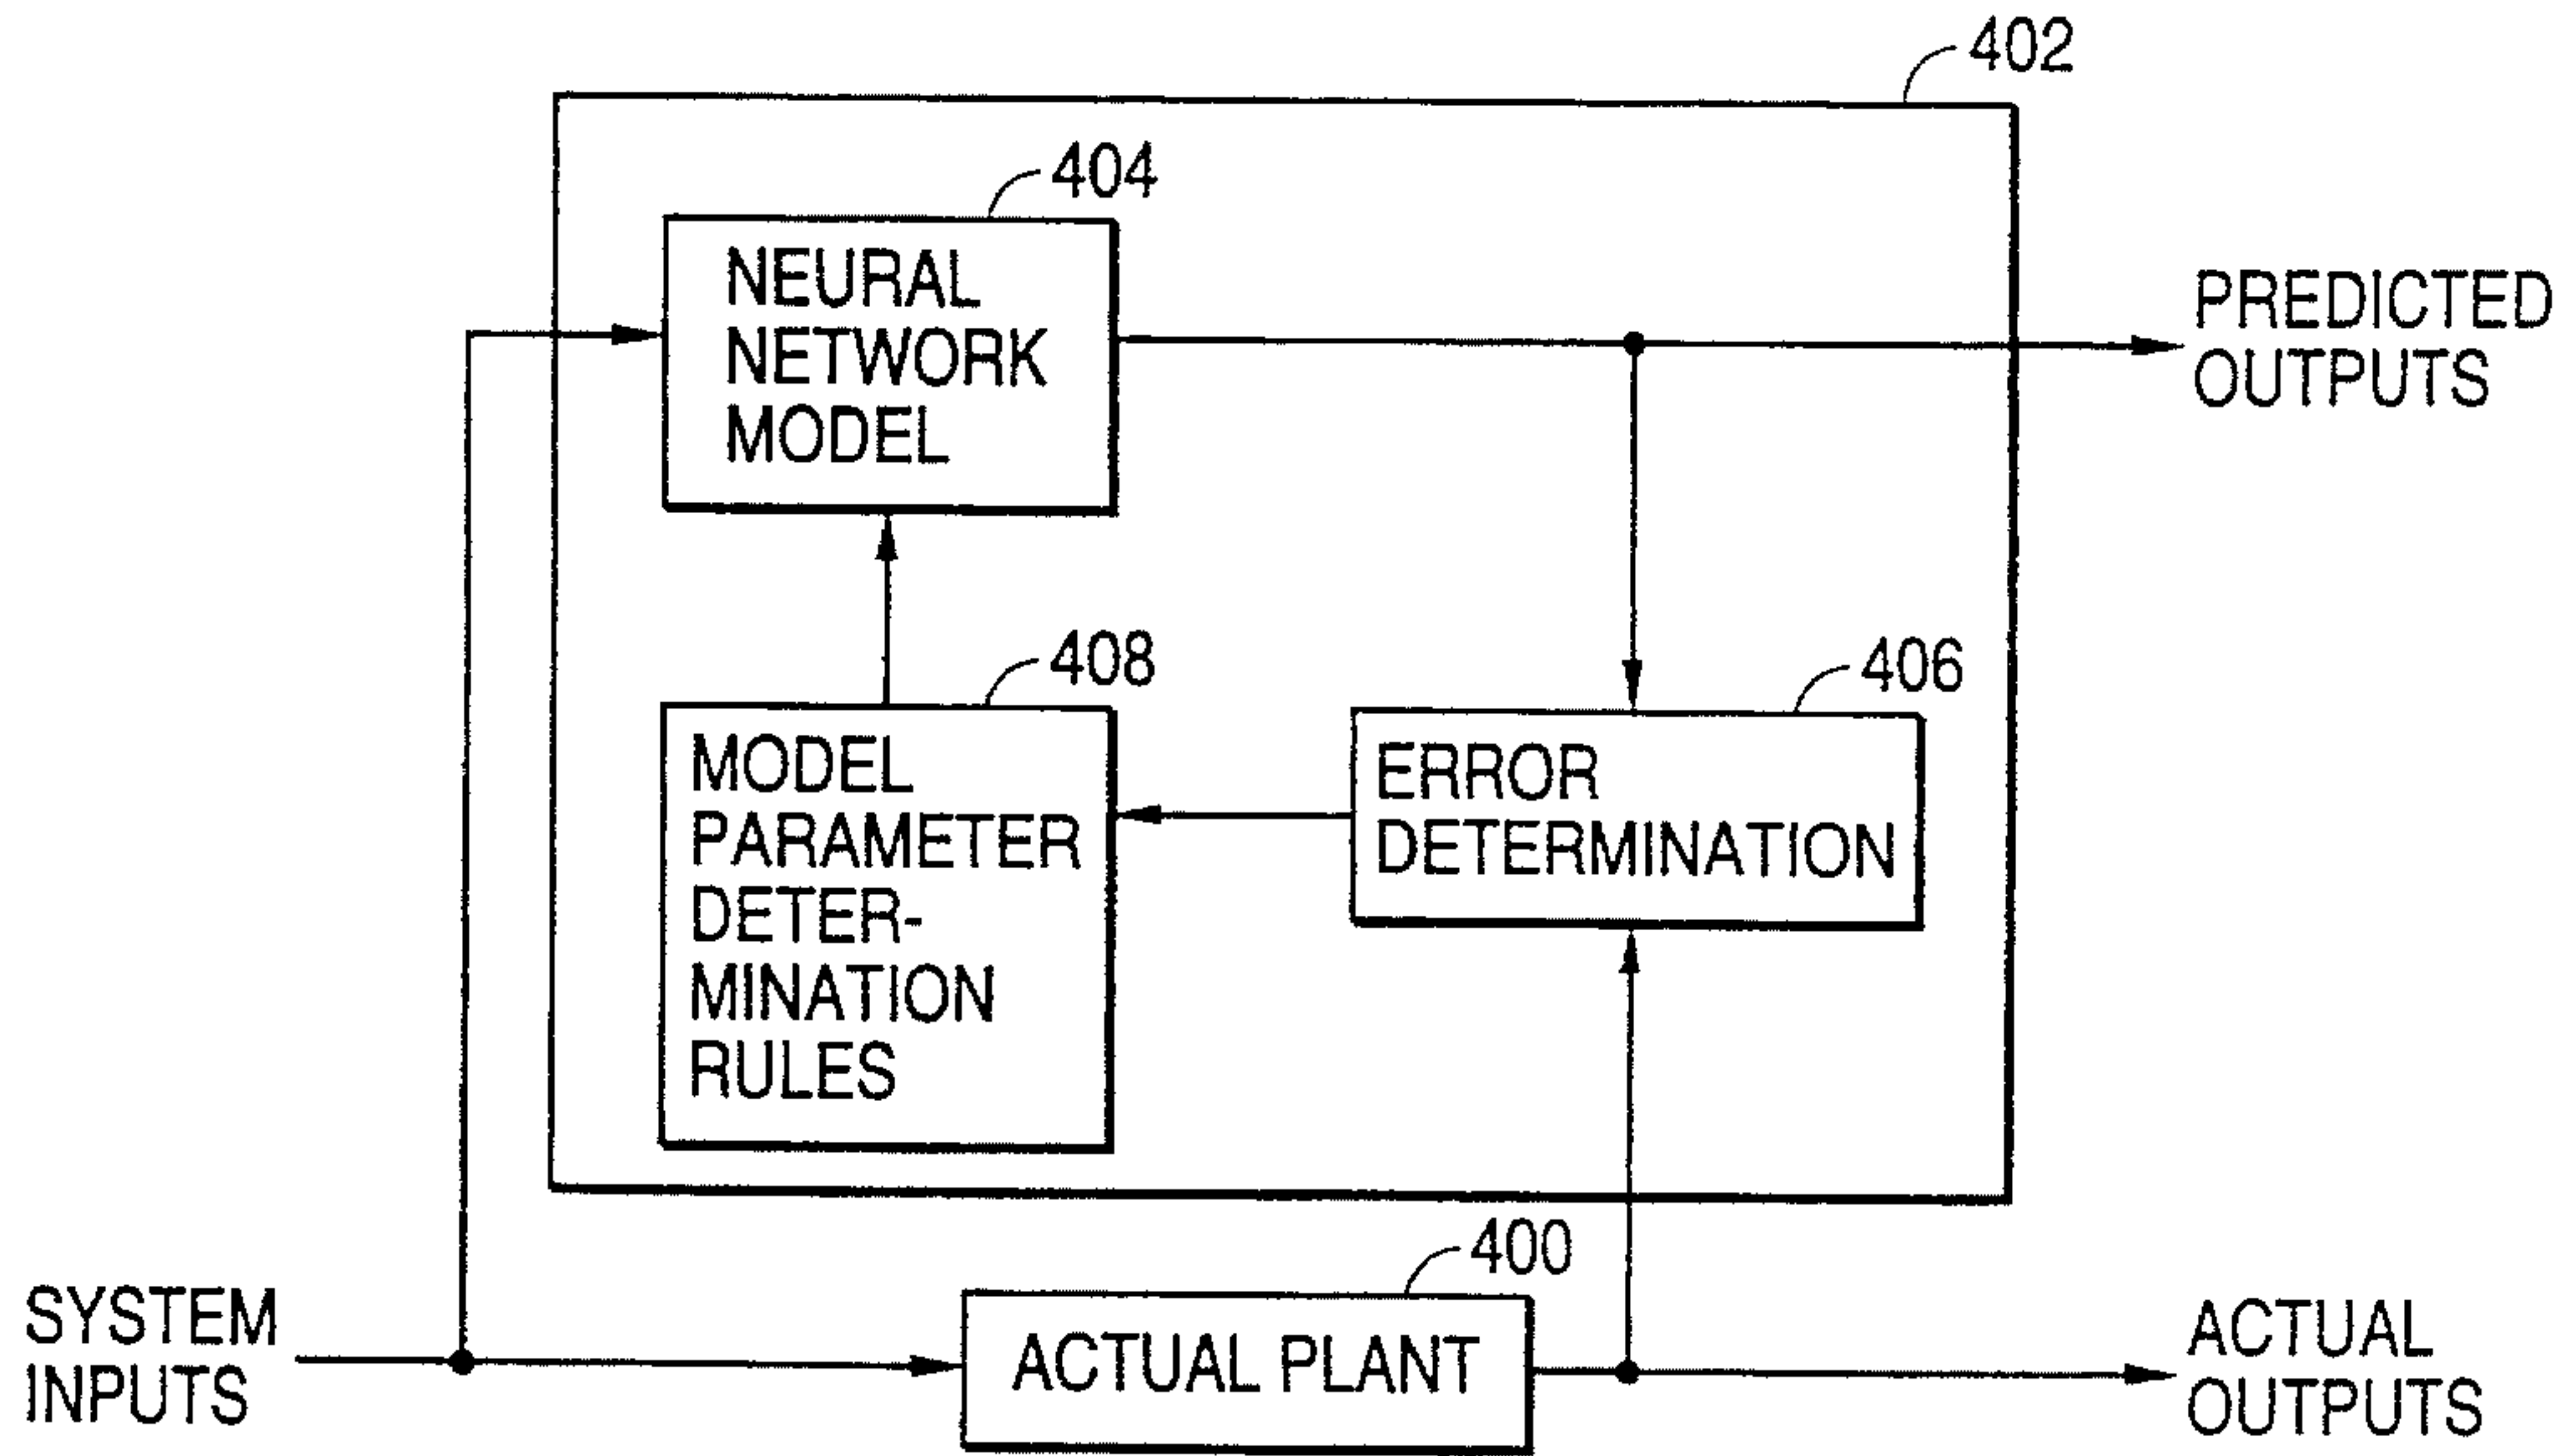 402
404
NEURAL
NETWORK
MODEL
PREDICTED
OUTPUTS
408
MODEL
PARAMETER
DETER-
MINATION
RULES
406
ERROR
DETERMINATION
400
ACTUAL PLANT
SYSTEM
INPUTS
ACTUAL
OUTPUTS